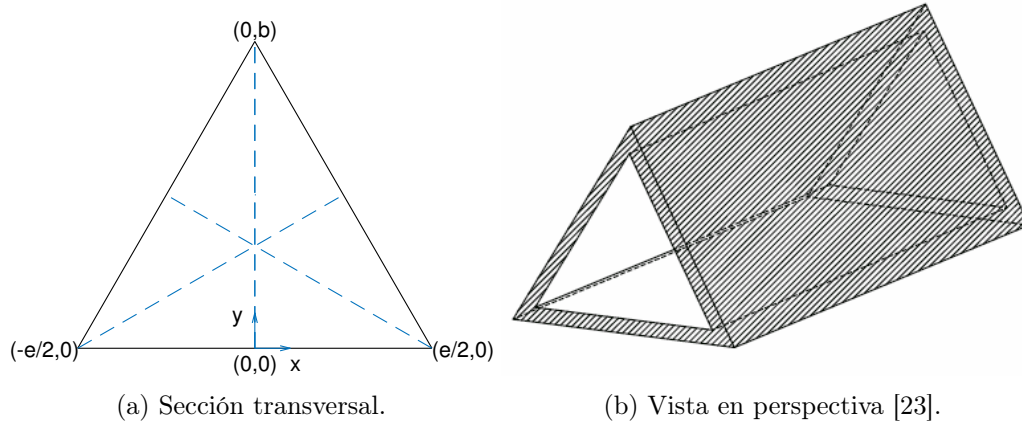 (0,b)
y
(-e/2,0)
(e/2,0)
(0,0)
x
(a) Sección transversal.
(b) Vista en perspectiva [23].